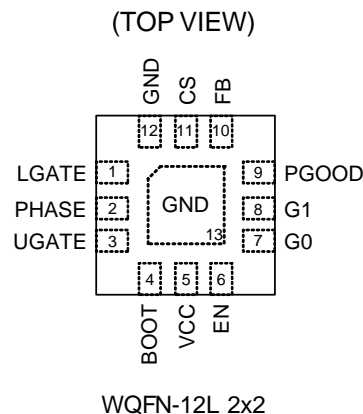 (TOP VIEW)
GND CS FB
12 11 10
LGATE 1 9 PGOOD
PHASE 2 GND 8 G1
UGATE 3 13 7 G0
4 5 6
BOOT VCC EN
WQFN-12L 2x2